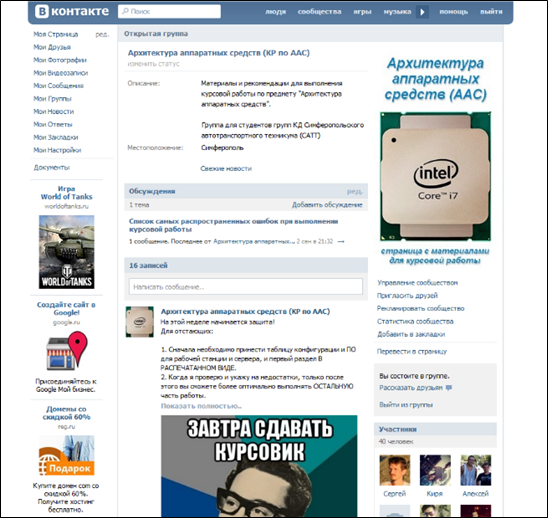 В контакте
Поиск
люди сообщества игры музыка помощь выйти
Моя Страница ред.
Мои Друзья
Мои Фотографии
Мои Видеозаписи
Мои Сообщения
Мои Группы
Мои Новости
Мои Ответы
Мои Закладки
Мои Настройки
Документы
Игра
World of Tanks
worldoftanks.ru
WORLD OF TANKS
Создайте сайт в
Google!
google.ru
Присоединяйтесь к
Google Мой бизнес.
Домены со
скидкой 60%
reg.ru
Подарок
Купите домен com со
скидкой 60%.
Получите хостинг
бесплатно.
Открытая группа
Архитектура аппаратных средств (КР по ААС)
изменить статус
Описание: Материалы и рекомендации для выполнения
курсовой работы по предмету "Архитектура
аппаратных средств".
Группа для студентов групп КД Симферопольского
автотранспортного техникума (САТТ)
Местоположение: Симферополь
Свежие новости
Обсуждения ред.
1 тема Добавить обсуждение
Список самых распространенных ошибок при выполнении
курсовой работы
1 сообщение. Последнее от Архитектура аппаратных... 2 сен в 21:32 →
16 записей
Написать сообщение...
Архитектура аппаратных средств (КР по ААС)
На этой неделе начинается защита!
Для отстающих:
1. Сначала необходимо принести таблицу конфигурации и ПО
для рабочей станции и сервера, и первый раздел В
РАСПЕЧАТАННОМ ВИДЕ.
2. Когда я проверю и укажу на недостатки, только после
этого вы сможете более оптимально выполнять ОСТАЛЬНУЮ
часть работы.
Показать полностью..
ЗАВТРА СДАВАТЬ
КУРСОВИК
Архитектура
аппаратных
средств (ААС)
intel
Core™ i7
страница с материалами
для курсовой работы
Управление сообществом
Пригласить друзей
Рекламировать сообщество
Статистика сообщества
Добавить в закладки
Перевести в страницу
Вы состоите в группе.
Рассказать друзьям
Выйти из группы
Участники
40 человек
Сергей Киря Алексей